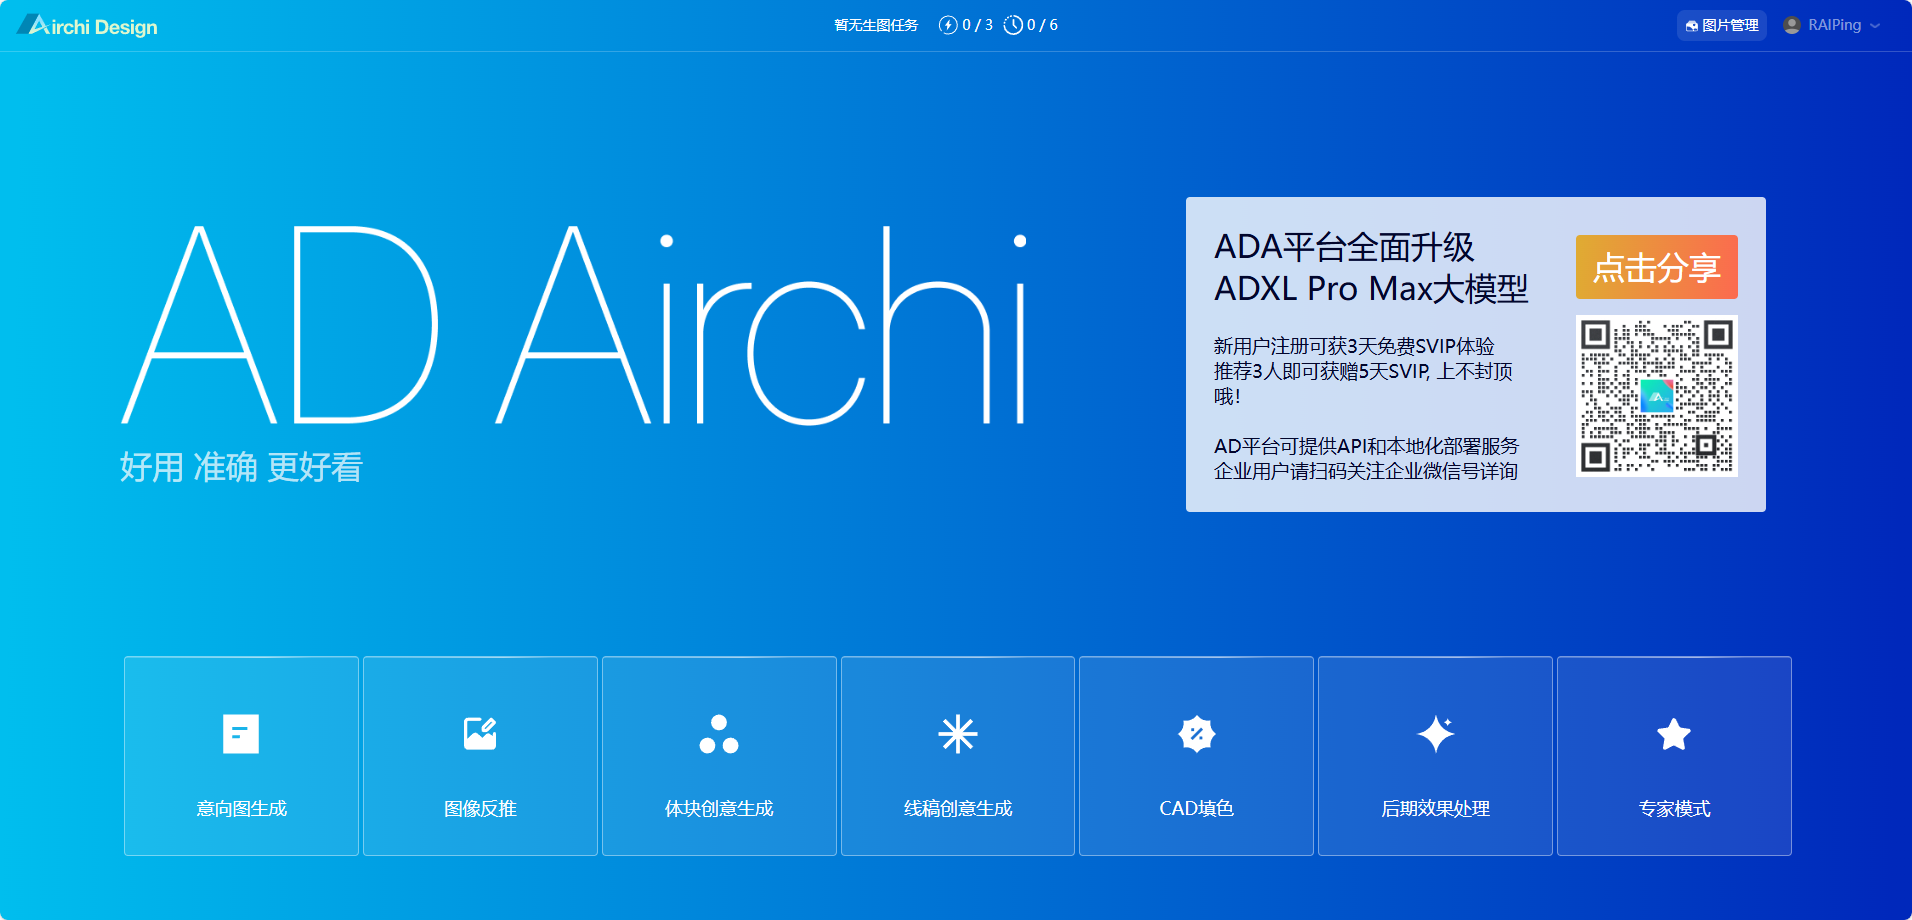 Airchi Design
暂无生图任务 0 / 3 0 / 6
图片管理 RAIPing
AD Airchi
好用 准确 更好看
ADA平台全面升级
ADXL Pro Max大模型
新用户注册可获3天免费SVIP体验
推荐3人即可获赠5天SVIP, 上不封顶
哦!
AD平台可提供API和本地化部署服务
企业用户请扫码关注企业微信号详询
点击分享
意向图生成
图像反推
体块创意生成
线稿创意生成
CAD填色
后期效果处理
专家模式